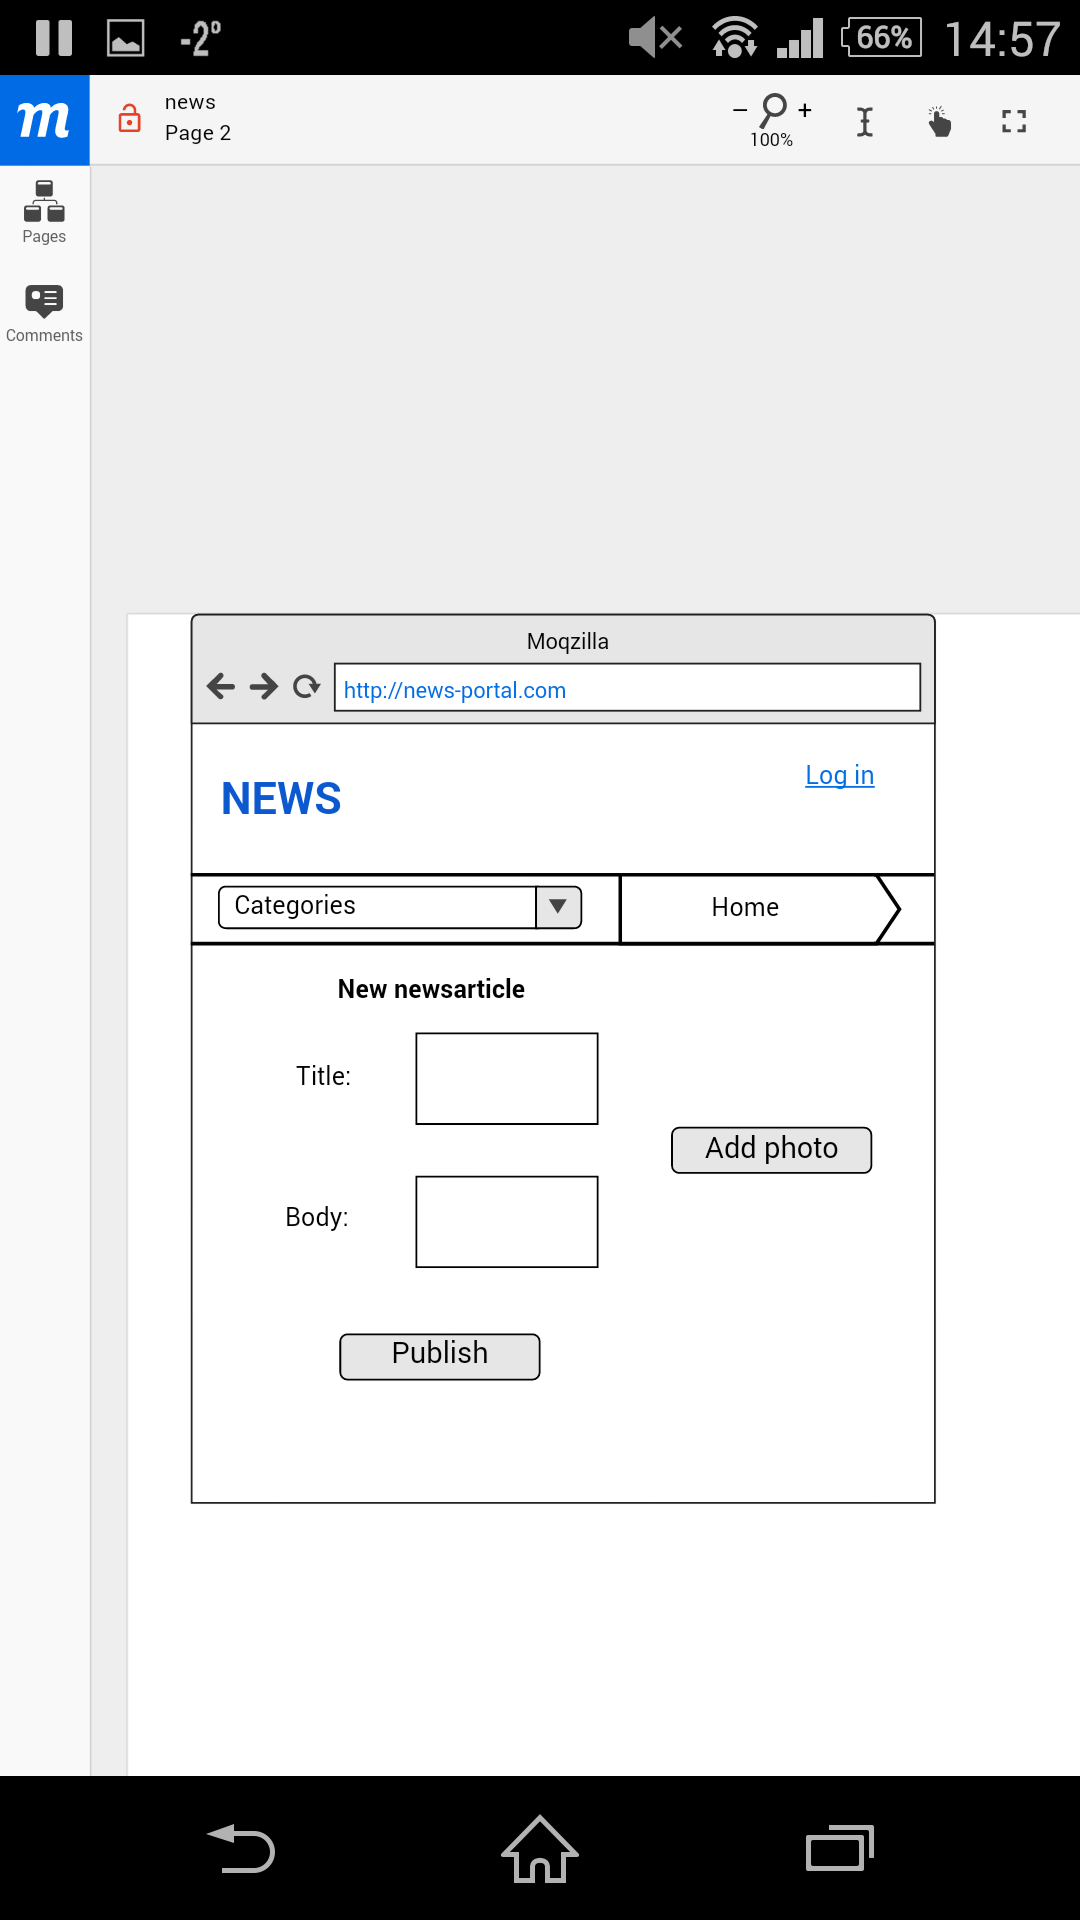 -2° 66% 14:57
m
news
Page 2
– +
100%
Pages
Comments
Moqzilla
http://news-portal.com
NEWS
Log in
Categories
Home
New newsarticle
Title:
Add photo
Body:
Publish